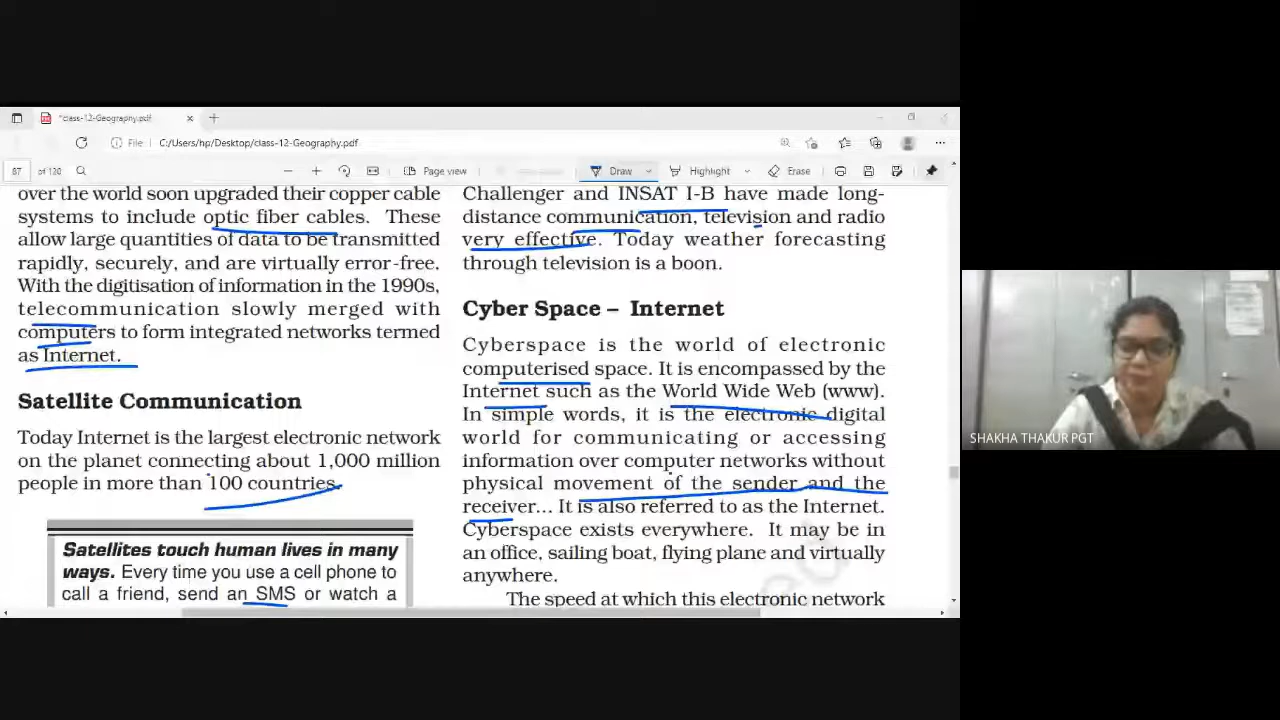 *class-12-Geography.pdf
File
C:/Users/hp/Desktop/class-12-Geography.pdf
87
of 120
Page view
Draw
Highlight
Erase
over the world soon upgraded their copper cable
systems to include optic fiber cables. These
allow large quantities of data to be transmitted
rapidly, securely, and are virtually error-free.
With the digitisation of information in the 1990s,
telecommunication slowly merged with
computers to form integrated networks termed
as Internet.
Satellite Communication
Today Internet is the largest electronic network
on the planet connecting about 1,000 million
people in more than 100 countries.
Satellites touch human lives in many
ways. Every time you use a cell phone to
call a friend, send an SMS or watch a
Challenger and INSAT I-B have made long-
distance communication, television and radio
very effective. Today weather forecasting
through television is a boon.
Cyber Space – Internet
Cyberspace is the world of electronic
computerised space. It is encompassed by the
Internet such as the World Wide Web (www).
In simple words, it is the electronic digital
world for communicating or accessing
information over computer networks without
physical movement of the sender and the
receiver... It is also referred to as the Internet.
Cyberspace exists everywhere. It may be in
an office, sailing boat, flying plane and virtually
anywhere.
The speed at which this electronic network
SHAKHA THAKUR PGT